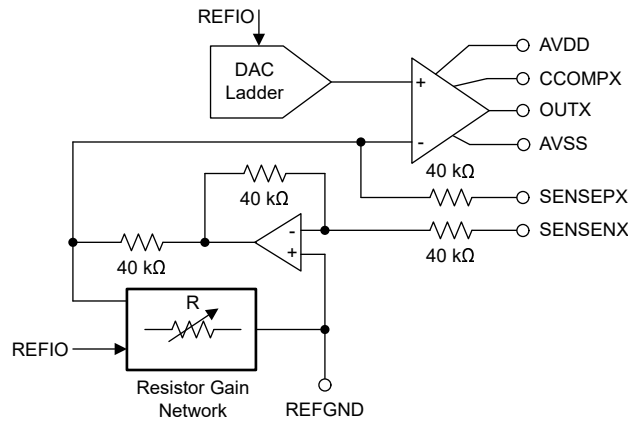 REFIO
DAC
Ladder
+
-
AVDD
CCOMPX
OUTX
AVSS
40 kΩ
SENSEPX
40 kΩ
SENSENX
40 kΩ
-
+
40 kΩ
R
REFIO
Resistor Gain
Network
REFGND